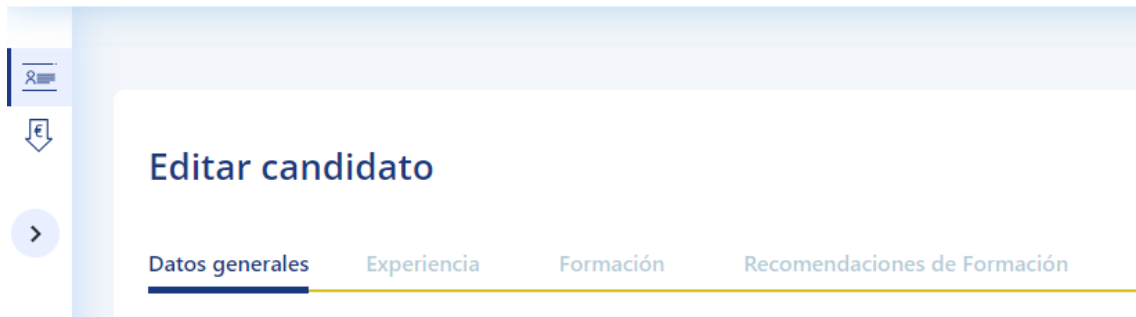 Editar candidato
Datos generales Experiencia Formación Recomendaciones de Formación